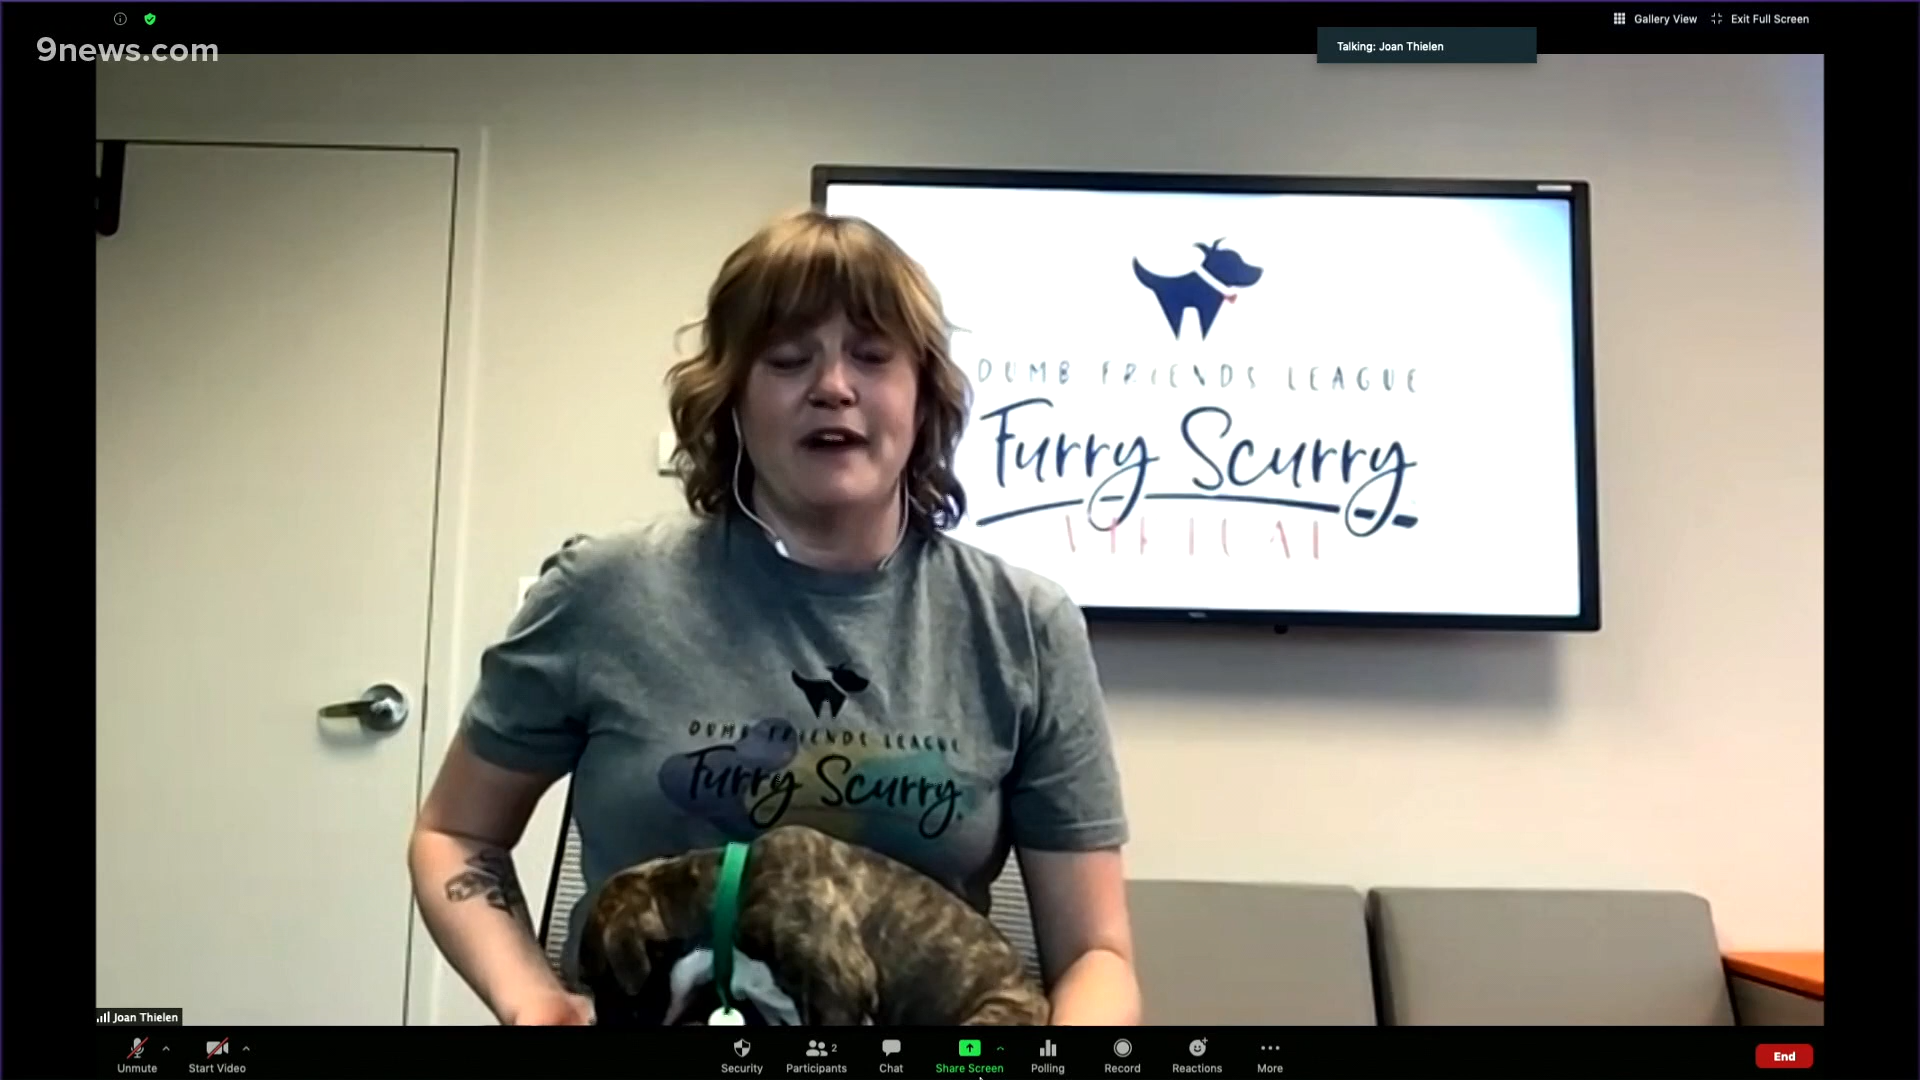 Gallery View
Exit Full Screen
9news.com
Talking: Joan Thielen
DUMB FRIENDS LEAGUE
Furry Scurry
VIRTUAL
DUMB FRIENDS LEAGUE
Furry Scurry
Joan Thielen
Unmute
Start Video
Security
2
Participants
Chat
Share Screen
Polling
Record
Reactions
More
End